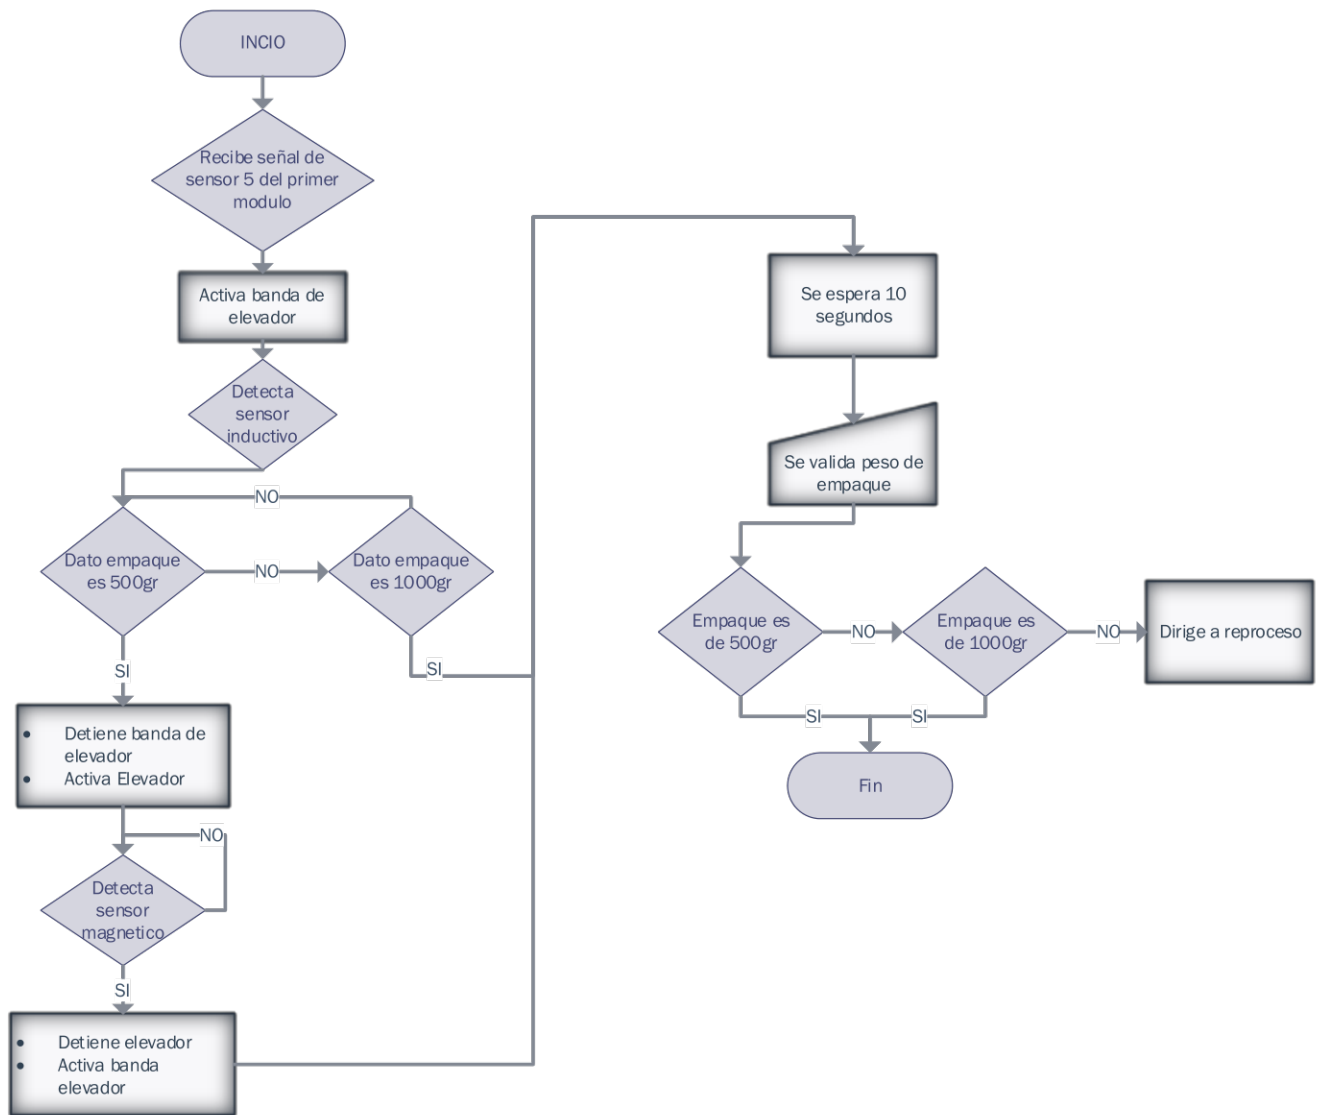 INCIO
Recibe señal de
sensor 5 del primer
modulo
Activa banda de
elevador
Detecta
sensor
inductivo
NO
Dato empaque
es 500gr
NO
Dato empaque
es 1000gr
SI
SI
• Detiene banda de
elevador
• Activa Elevador
NO
Detecta
sensor
magnetico
SI
• Detiene elevador
• Activa banda
elevador
Se espera 10
segundos
Se valida peso de
empaque
Empaque es
de 500gr
NO
Empaque es
de 1000gr
NO
Dirige a reproceso
SI
SI
Fin